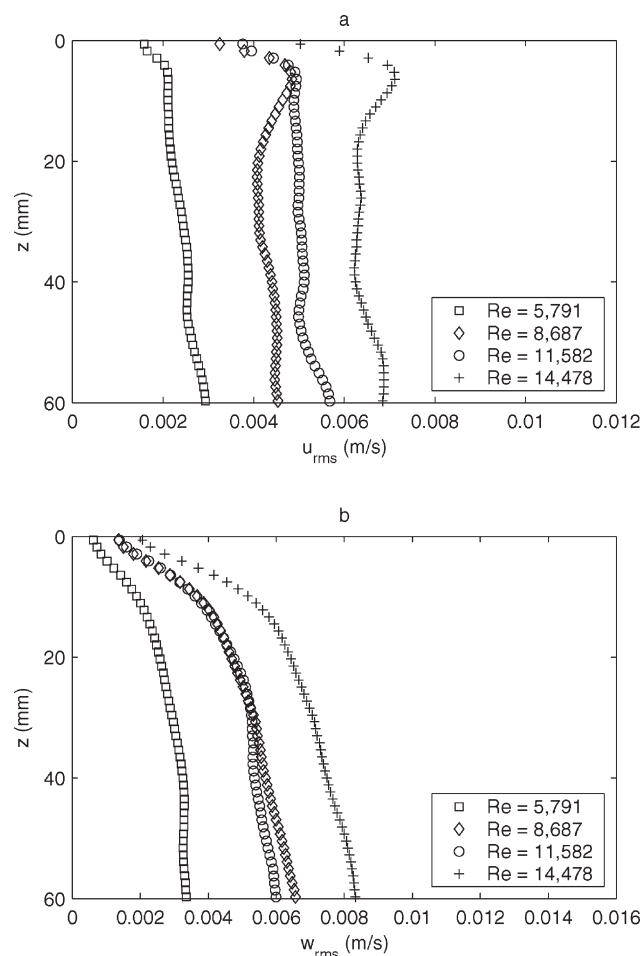 a
0
20
40
60
z (mm)
0 0.002 0.004 0.006 0.008 0.01 0.012
u_rms (m/s)
Re = 5,791
Re = 8,687
Re = 11,582
Re = 14,478
b
0
20
40
60
z (mm)
0 0.002 0.004 0.006 0.008 0.01 0.012 0.014 0.016
w_rms (m/s)
Re = 5,791
Re = 8,687
Re = 11,582
Re = 14,478